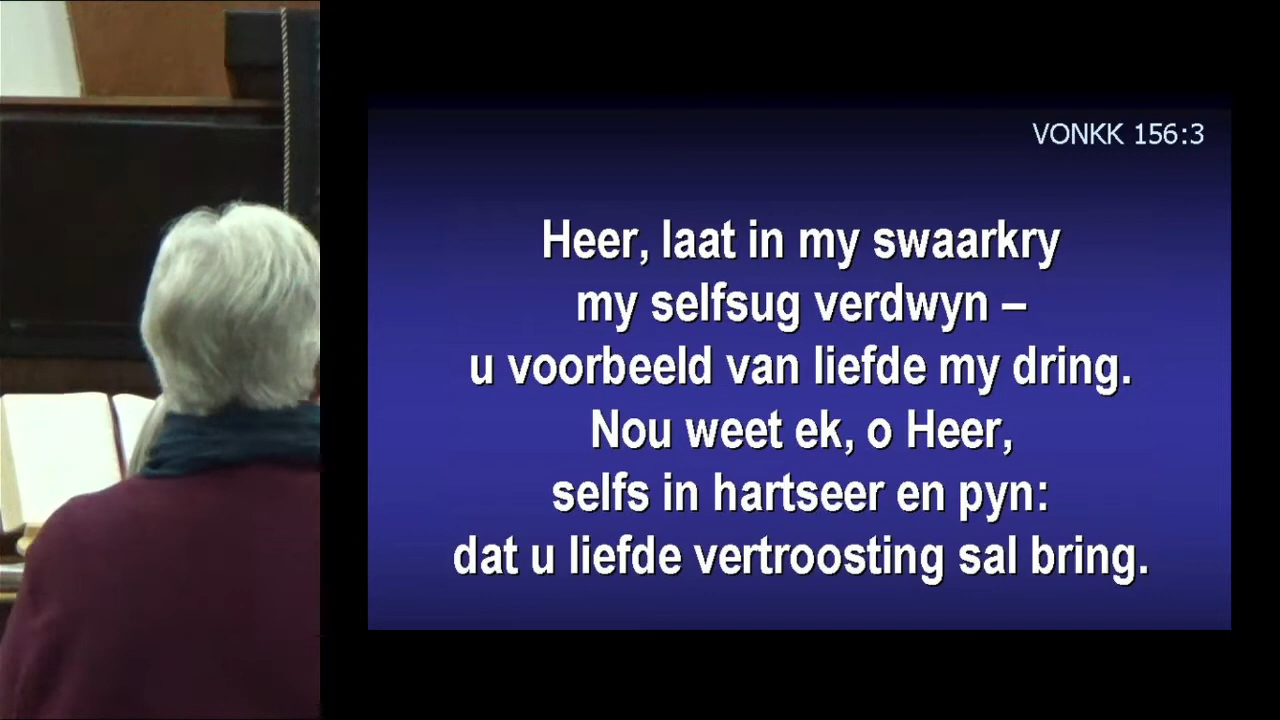 VONKK 156:3
Heer, laat in my swaarkry
my selfsug verdwyn –
u voorbeeld van liefde my dring.
Nou weet ek, o Heer,
selfs in hartseer en pyn:
dat u liefde vertroosting sal bring.